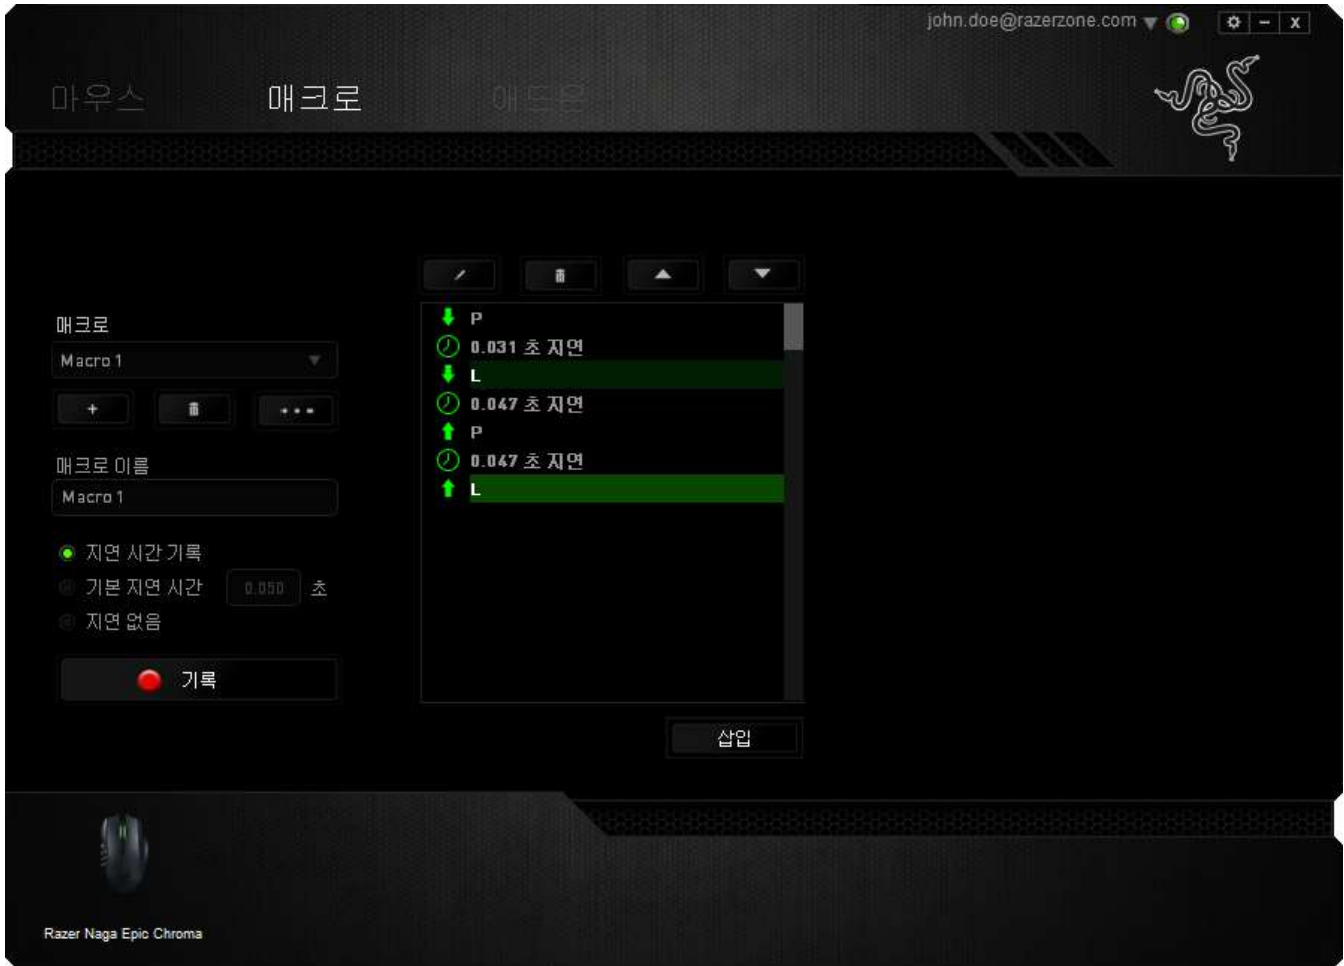 john.doe@razerzone.com
마우스 매크로 애드온
매크로
Macro 1
매크로 이름
Macro 1
지연 시간 기록
기본 지연 시간 0.050 초
지연 없음
기록
P
0.031 초 지연
L
0.047 초 지연
P
0.047 초 지연
L
삽입
Razer Naga Epic Chroma